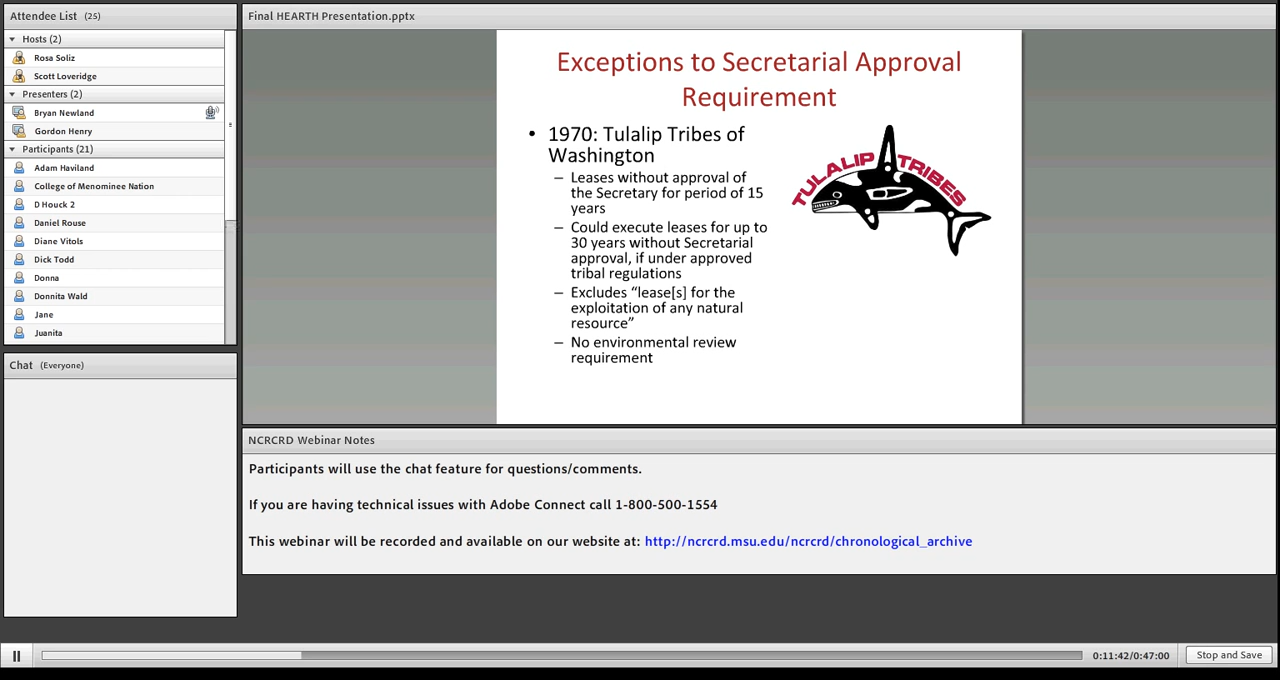 Attendee List (25)
Hosts (2)
Rosa Soliz
Scott Loveridge
Presenters (2)
Bryan Newland
Gordon Henry
Participants (21)
Adam Haviland
College of Menominee Nation
D Houck 2
Daniel Rouse
Diane Vitols
Dick Todd
Donna
Donnita Wald
Jane
Juanita
Chat (Everyone)
Final HEARTH Presentation.pptx
Exceptions to Secretarial Approval
Requirement
• 1970: Tulalip Tribes of
Washington
– Leases without approval of
the Secretary for period of 15
years
– Could execute leases for up to
30 years without Secretarial
approval, if under approved
tribal regulations
– Excludes “lease[s] for the
exploitation of any natural
resource”
– No environmental review
requirement
TULALIP TRIBES
NCRCRD Webinar Notes
Participants will use the chat feature for questions/comments.
If you are having technical issues with Adobe Connect call 1-800-500-1554
This webinar will be recorded and available on our website at: http://ncrcrd.msu.edu/ncrcrd/chronological_archive
0:11:42/0:47:00
Stop and Save